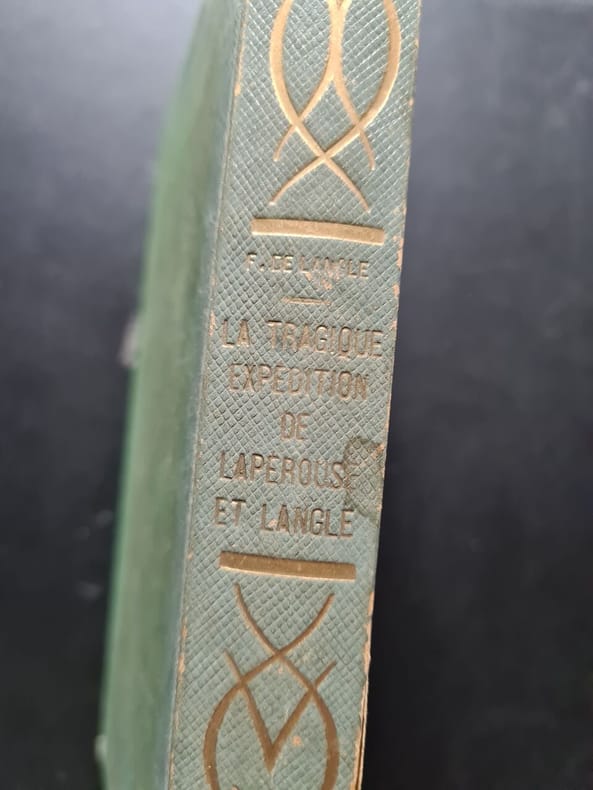 F. DE LANGLE
LA TRAGIQUE
EXPEDITION
DE
LAPEROUSE
ET LANGLE